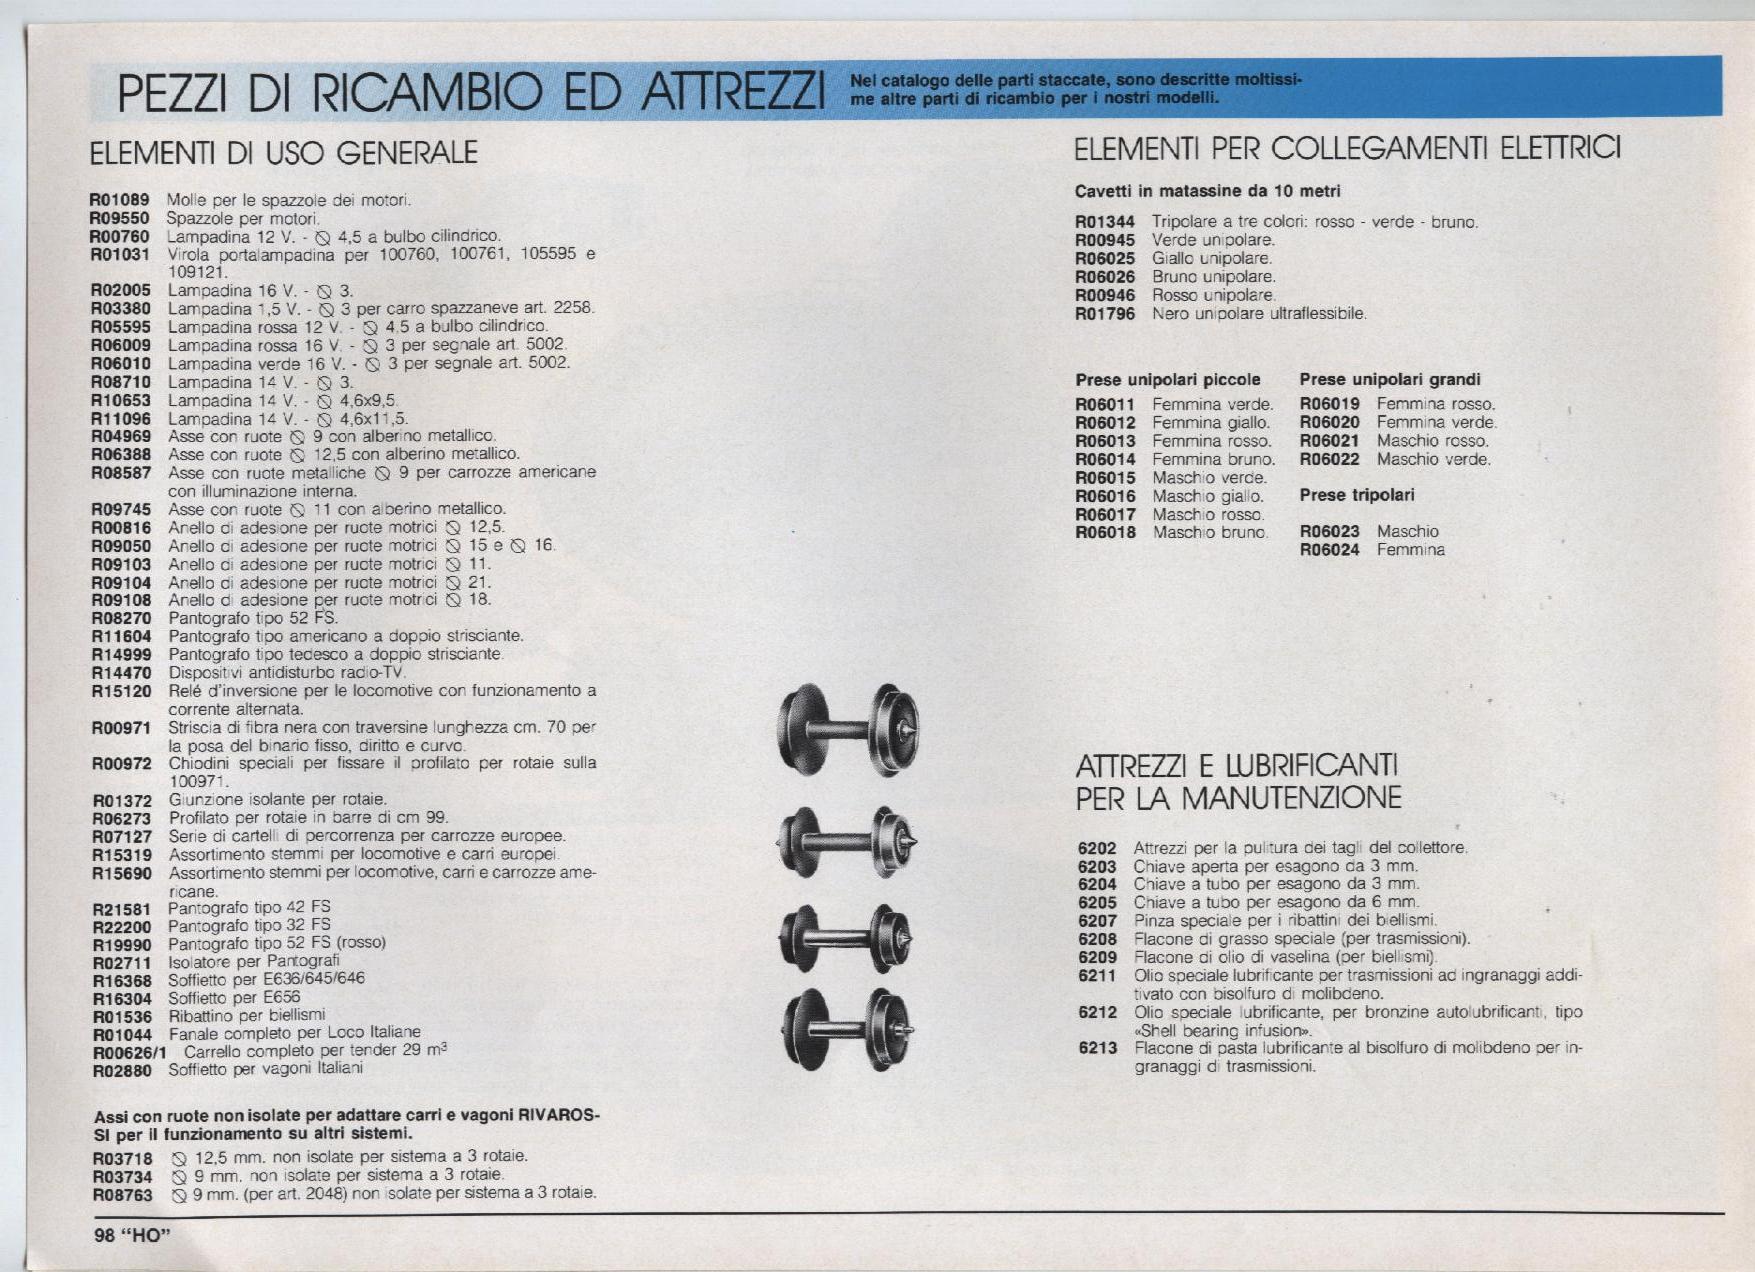 PEZZI DI RICAMBIO ED ATTREZZI
Nel catalogo delle parti staccate, sono descritte moltissi-
me altre parti di ricambio per i nostri modelli.
ELEMENTI DI USO GENERALE
R01089 Molle per le spazzole dei motori.
R09550 Spazzole per motori.
R00760 Lampadina 12 V. - ⦰ 4,5 a bulbo cilindrico.
R01031 Virola portalampadina per 100760, 100761, 105595 e
109121.
R02005 Lampadina 16 V. - ⦰ 3.
R03380 Lampadina 1,5 V. - ⦰ 3 per carro spazzaneve art. 2258.
R05595 Lampadina rossa 12 V. - ⦰ 4,5 a bulbo cilindrico.
R06009 Lampadina rossa 16 V. - ⦰ 3 per segnale art. 5002.
R06010 Lampadina verde 16 V. - ⦰ 3 per segnale art. 5002.
R08710 Lampadina 14 V. - ⦰ 3.
R10653 Lampadina 14 V. - ⦰ 4,6x9,5.
R11096 Lampadina 14 V. - ⦰ 4,6x11,5.
R04969 Asse con ruote ⦰ 9 con alberino metallico.
R06388 Asse con ruote ⦰ 12,5 con alberino metallico.
R08587 Asse con ruote metalliche ⦰ 9 per carrozze americane
con illuminazione interna.
R09745 Asse con ruote ⦰ 11 con alberino metallico.
R00816 Anello di adesione per ruote motrici ⦰ 12,5.
R09050 Anello di adesione per ruote motrici ⦰ 15 e ⦰ 16.
R09103 Anello di adesione per ruote motrici ⦰ 11.
R09104 Anello di adesione per ruote motrici ⦰ 21.
R09108 Anello di adesione per ruote motrici ⦰ 18.
R08270 Pantografo tipo 52 FS.
R11604 Pantografo tipo americano a doppio strisciante.
R14999 Pantografo tipo tedesco a doppio strisciante.
R14470 Dispositivi antidisturbo radio-TV.
R15120 Relé d'inversione per le locomotive con funzionamento a
corrente alternata.
R00971 Striscia di fibra nera con traversine lunghezza cm. 70 per
la posa del binario fisso, diritto e curvo.
R00972 Chiodini speciali per fissare il profilato per rotaie sulla
100971.
R01372 Giunzione isolante per rotaie.
R06273 Profilato per rotaie in barre di cm 99.
R07127 Serie di cartelli di percorrenza per carrozze europee.
R15319 Assortimento stemmi per locomotive e carri europei.
R15690 Assortimento stemmi per locomotive, carri e carrozze ame-
ricane.
R21581 Pantografo tipo 42 FS
R22200 Pantografo tipo 32 FS
R19990 Pantografo tipo 52 FS (rosso)
R02711 Isolatore per Pantografi
R16368 Soffietto per E636/645/646
R16304 Soffietto per E656
R01536 Ribattino per biellismi
R01044 Fanale completo per Loco Italiane
R00626/1 Carrello completo per tender 29 m³
R02880 Soffietto per vagoni Italiani
Assi con ruote non isolate per adattare carri e vagoni RIVAROS-
SI per il funzionamento su altri sistemi.
R03718 ⦰ 12,5 mm. non isolate per sistema a 3 rotaie.
R03734 ⦰ 9 mm. non isolate per sistema a 3 rotaie.
R08763 ⦰ 9 mm. (per art. 2048) non isolate per sistema a 3 rotaie.
ELEMENTI PER COLLEGAMENTI ELETTRICI
Cavetti in matassine da 10 metri
R01344 Tripolare a tre colori: rosso - verde - bruno.
R00945 Verde unipolare.
R06025 Giallo unipolare.
R06026 Bruno unipolare.
R00946 Rosso unipolare.
R01796 Nero unipolare ultraflessibile.
Prese unipolari piccole
R06011 Femmina verde.
R06012 Femmina giallo.
R06013 Femmina rosso.
R06014 Femmina bruno.
R06015 Maschio verde.
R06016 Maschio giallo.
R06017 Maschio rosso.
R06018 Maschio bruno.
Prese unipolari grandi
R06019 Femmina rosso.
R06020 Femmina verde.
R06021 Maschio rosso.
R06022 Maschio verde.
Prese tripolari
R06023 Maschio
R06024 Femmina
ATTREZZI E LUBRIFICANTI
PER LA MANUTENZIONE
6202 Attrezzi per la pulitura dei tagli del collettore.
6203 Chiave aperta per esagono da 3 mm.
6204 Chiave a tubo per esagono da 3 mm.
6205 Chiave a tubo per esagono da 6 mm.
6207 Pinza speciale per i ribattini dei biellismi.
6208 Flacone di grasso speciale (per trasmissioni).
6209 Flacone di olio di vaselina (per biellismi).
6211 Olio speciale lubrificante per trasmissioni ad ingranaggi addi-
tivato con bisolfuro di molibdeno.
6212 Olio speciale lubrificante, per bronzine autolubrificanti, tipo
«Shell bearing infusion».
6213 Flacone di pasta lubrificante al bisolfuro di molibdeno per in-
granaggi di trasmissioni.
98 “HO”